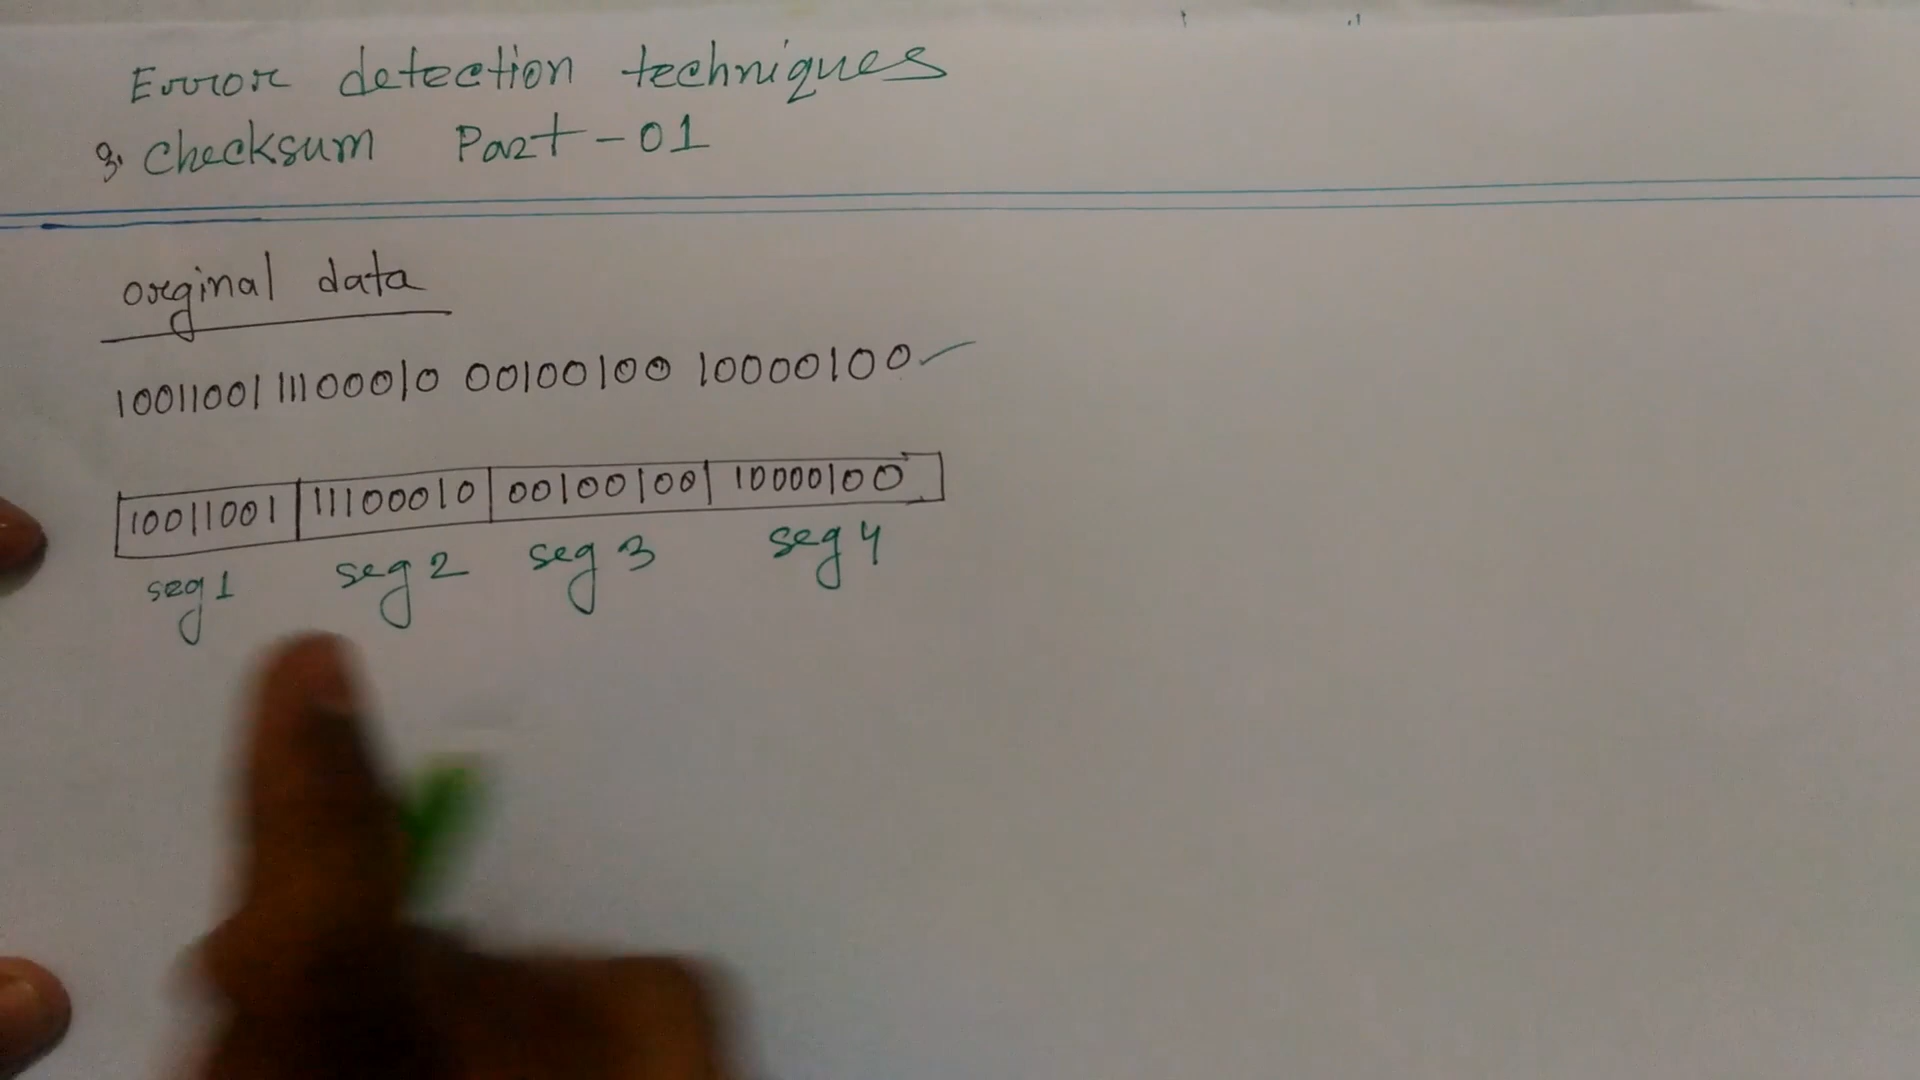 Error detection techniques
3. Checksum Part-01
orginal data
10011001 11100010 00100100 10000100
10011001 11100010 00100100 10000100
seg 1 seg 2 seg 3 seg 4